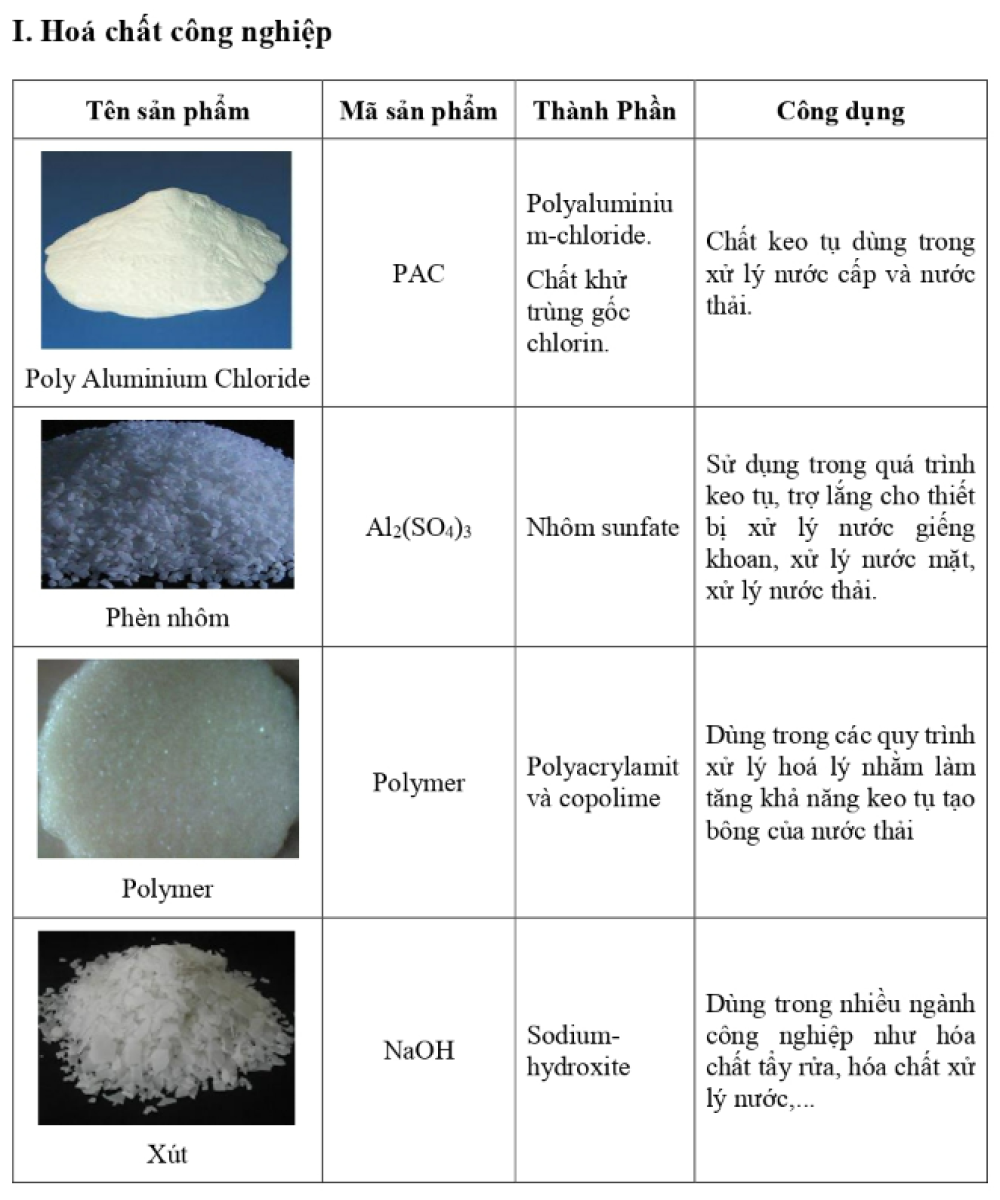 I. Hoá chất công nghiệp
Tên sản phẩm
Mã sản phẩm
Thành Phần
Công dụng
Poly Aluminium Chloride
PAC
Polyaluminiu
m-chloride.
Chất khử
trùng gốc
chlorin.
Chất keo tụ dùng trong
xử lý nước cấp và nước
thải.
Phèn nhôm
Al₂(SO₄)₃
Nhôm sunfate
Sử dụng trong quá trình
keo tụ, trợ lắng cho thiết
bị xử lý nước giếng
khoan, xử lý nước mặt,
xử lý nước thải.
Polymer
Polymer
Polyacrylamit
và copolime
Dùng trong các quy trình
xử lý hoá lý nhằm làm
tăng khả năng keo tụ tạo
bông của nước thải
Xút
NaOH
Sodium-
hydroxite
Dùng trong nhiều ngành
công nghiệp như hóa
chất tẩy rửa, hóa chất xử
lý nước,...